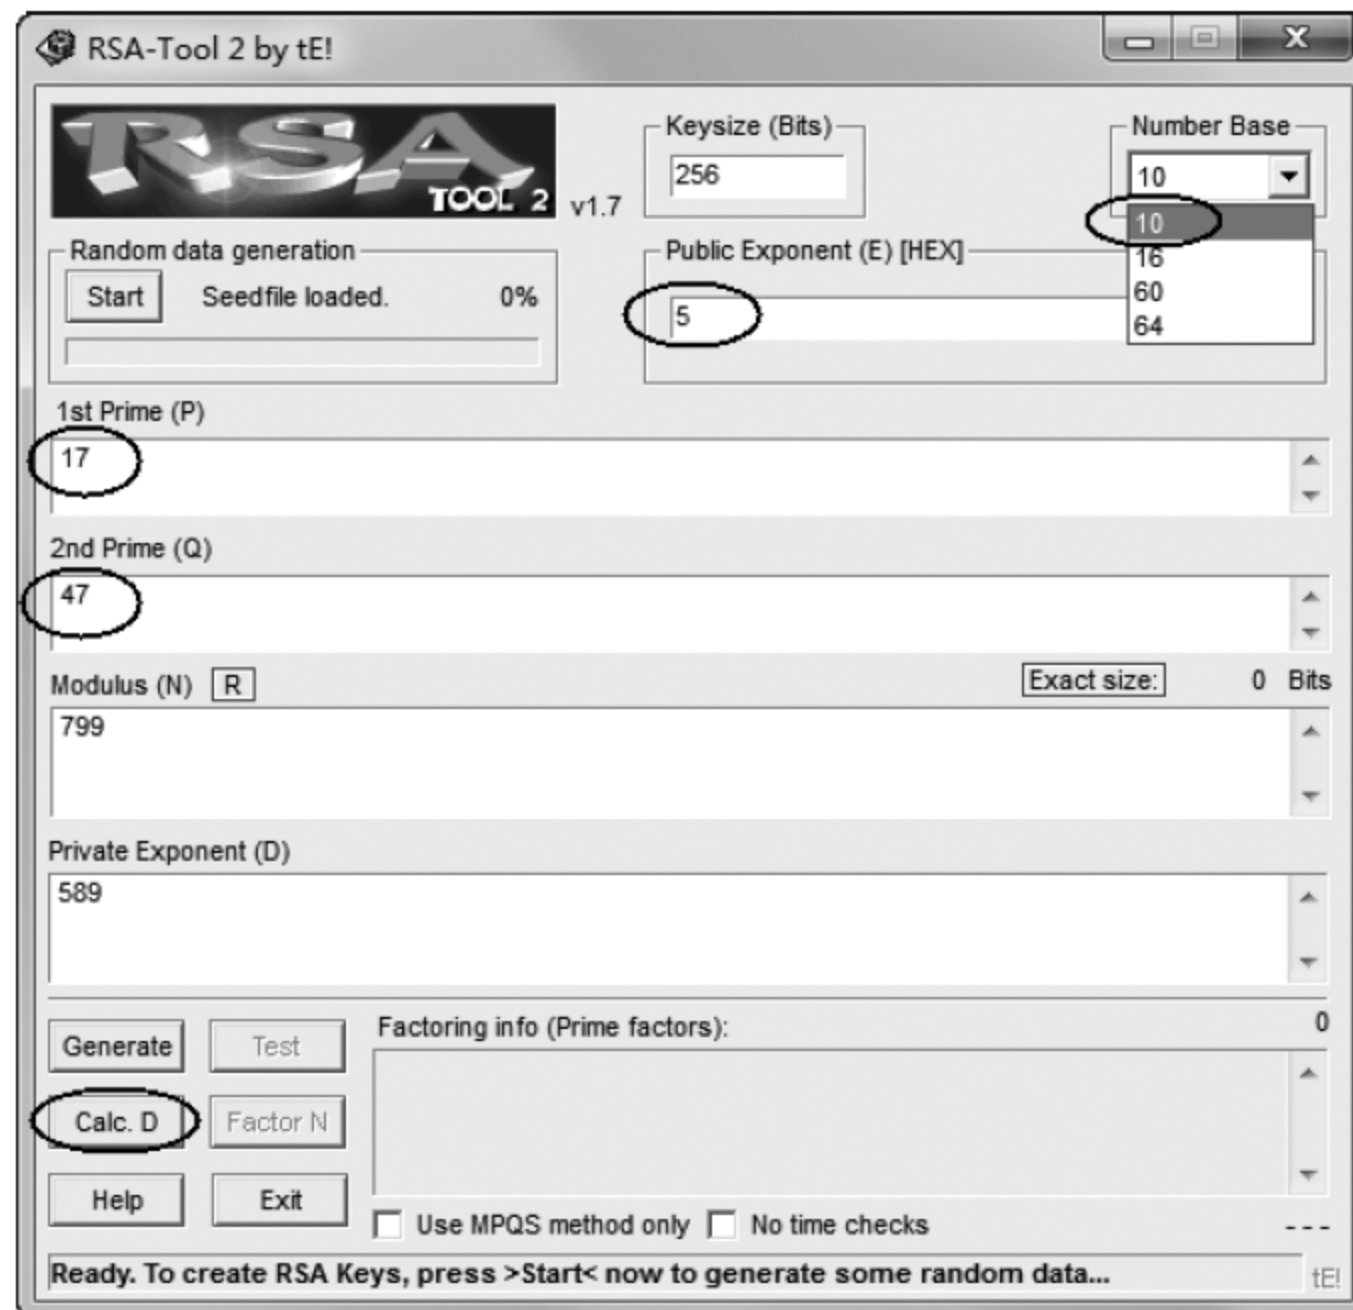 RSA-Tool 2 by tE!
RSA
TOOL 2
v1.7
Keysize (Bits)
256
Number Base
10
10
16
60
64
Random data generation
Start Seedfile loaded. 0%
Public Exponent (E) [HEX]
5
1st Prime (P)
17
2nd Prime (Q)
47
Modulus (N) R Exact size: 0 Bits
799
Private Exponent (D)
589
Generate Test
Calc. D Factor N
Help Exit
Factoring info (Prime factors): 0
Use MPQS method only No time checks ---
Ready. To create RSA Keys, press >Start< now to generate some random data... tE!